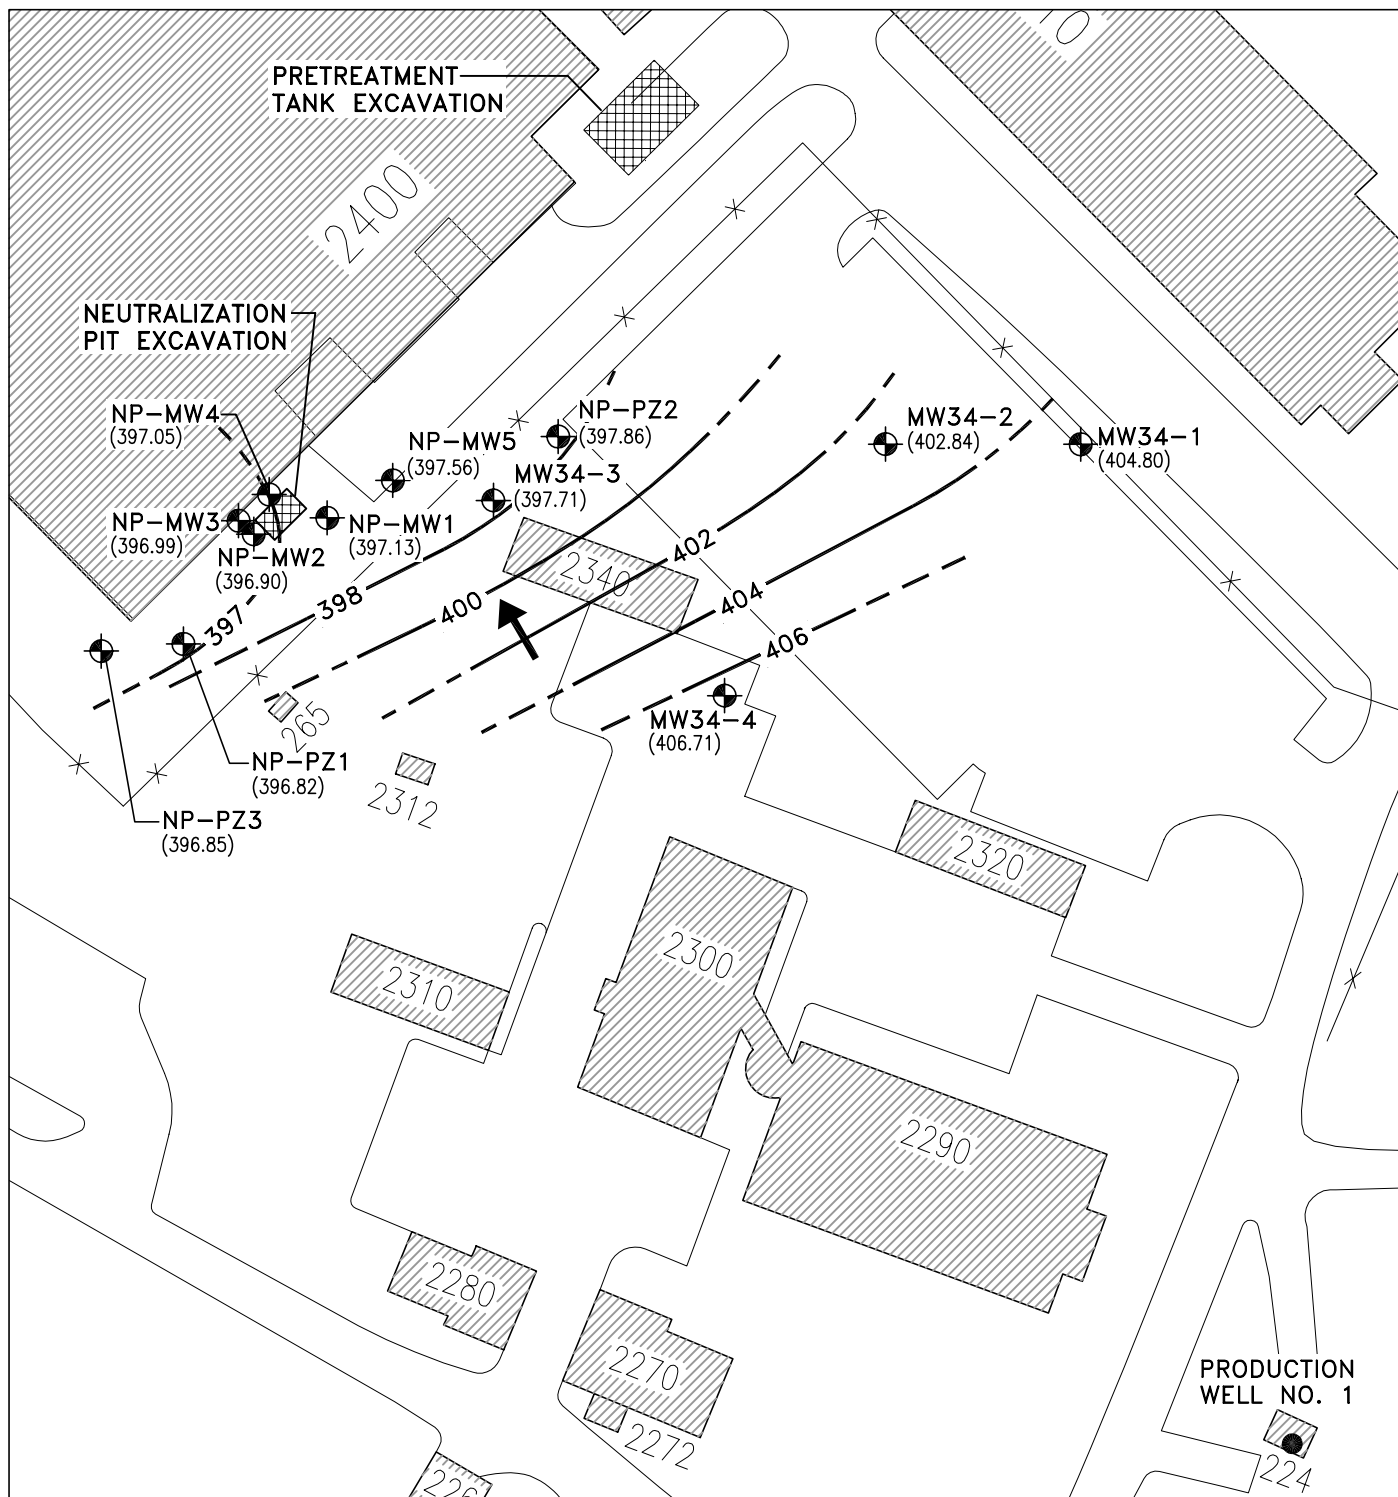 PRETREATMENT
TANK EXCAVATION
2400
NEUTRALIZATION
PIT EXCAVATION
NP-MW4
(397.05)
NP-MW5
(397.56)
NP-PZ2
(397.86)
MW34-2
(402.84)
MW34-1
(404.80)
MW34-3
(397.71)
NP-MW3
(396.99)
NP-MW1
(397.13)
NP-MW2
(396.90)
397
398
400
402
404
406
2340
265
MW34-4
(406.71)
NP-PZ1
(396.82)
2312
NP-PZ3
(396.85)
2320
2300
2310
2290
2280
2270
2272
PRODUCTION
WELL NO. 1
224